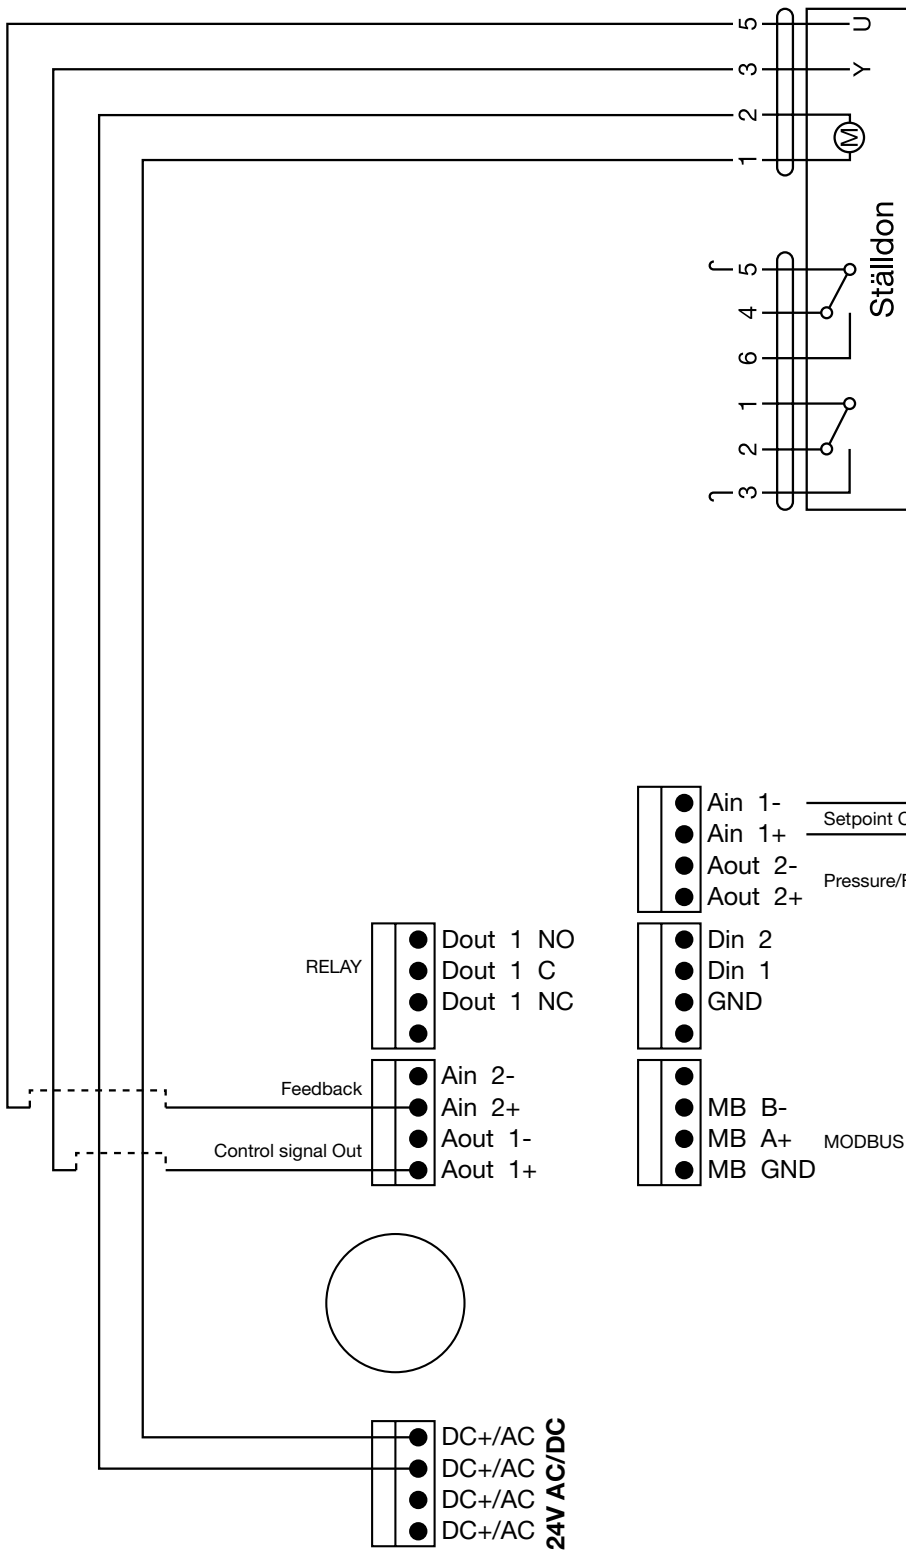 5 U
3 Y
2
M
1
Ställdon
5
4
6
1
2
3
Ain 1-
Setpoint
Ain 1+
Aout 2-
Pressure/
Aout 2+
RELAY
Dout 1 NO
Dout 1 C
Dout 1 NC
Din 2
Din 1
GND
Feedback
Control signal Out
Ain 2-
Ain 2+
Aout 1-
Aout 1+
MB B-
MB A+
MB GND
MODBUS
DC+/AC
DC+/AC
DC+/AC
DC+/AC
24V AC/DC